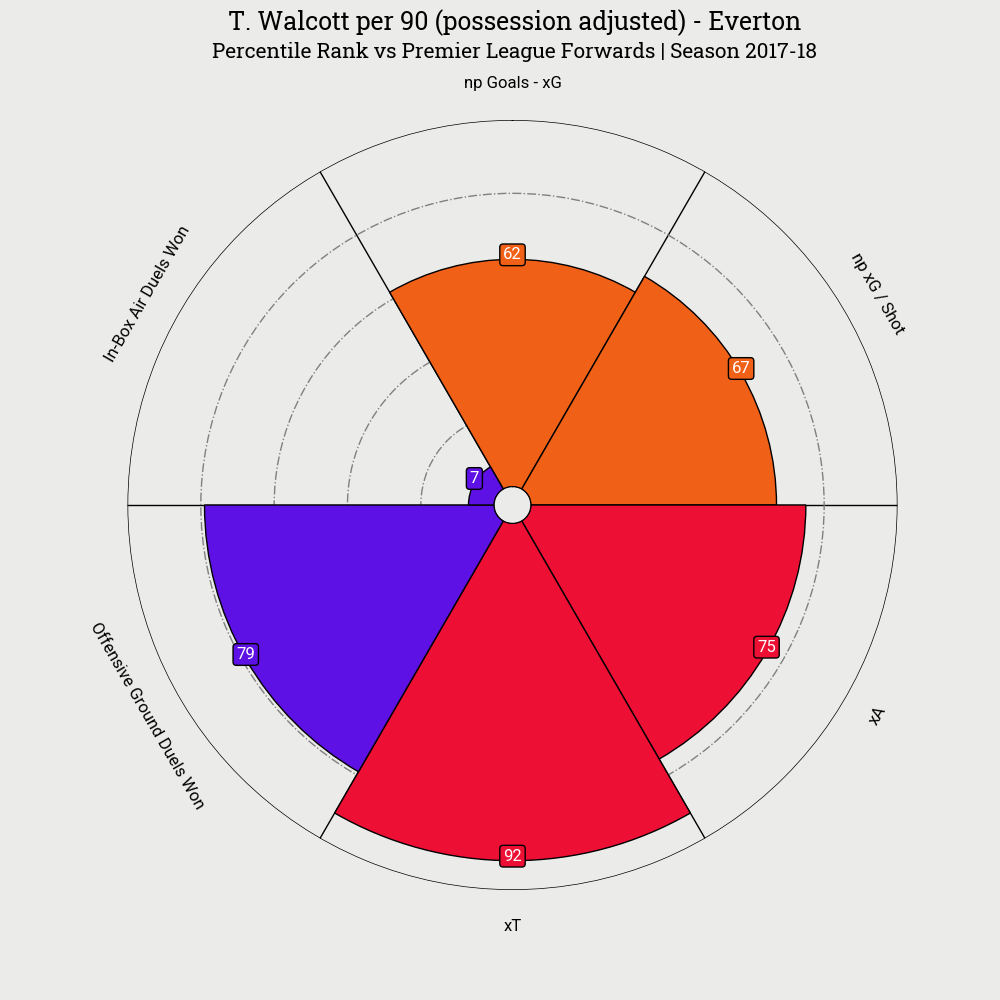 T. Walcott per 90 (possession adjusted) - Everton
Percentile Rank vs Premier League Forwards | Season 2017-18
np Goals - xG
In-Box Air Duels Won
np xG / Shot
62
67
7
79
75
Offensive Ground Duels Won
xA
92
xT